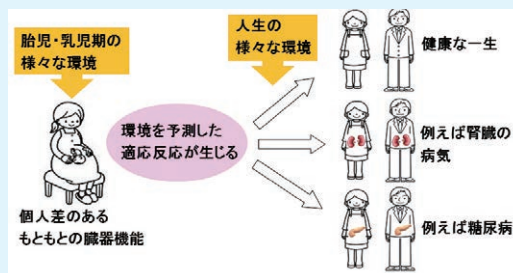 胎児・乳児期の
様々な環境
人生の
様々な環境
健康な一生
環境を予測した
適応反応が生じる
例えば腎臓の
病気
個人差のある
もともとの臓器機能
例えば糖尿病